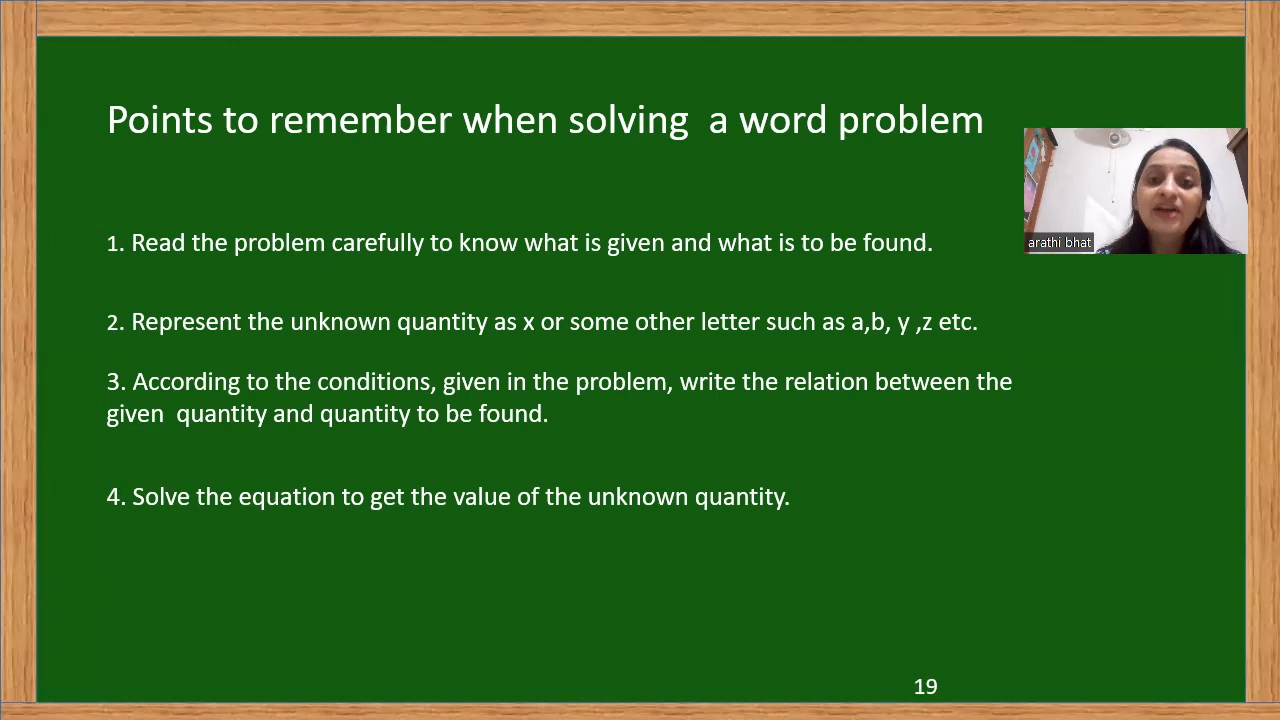 Points to remember when solving  a word problem
1. Read the problem carefully to know what is given and what is to be found.
arathi bhat
2. Represent the unknown quantity as x or some other letter such as a,b, y ,z etc.
3. According to the conditions, given in the problem, write the relation between the
given  quantity and quantity to be found.
4. Solve the equation to get the value of the unknown quantity.
19